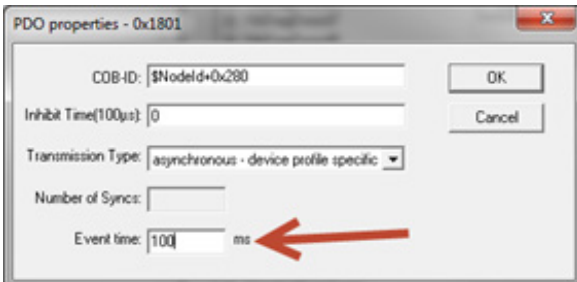 PDO properties - 0x1801
COB-ID: $NodeId+0x280
OK
Inhibit Time(100µs): 0
Cancel
Transmission Type: asynchronous - device profile specific
Number of Syncs:
Event time: 100 ms